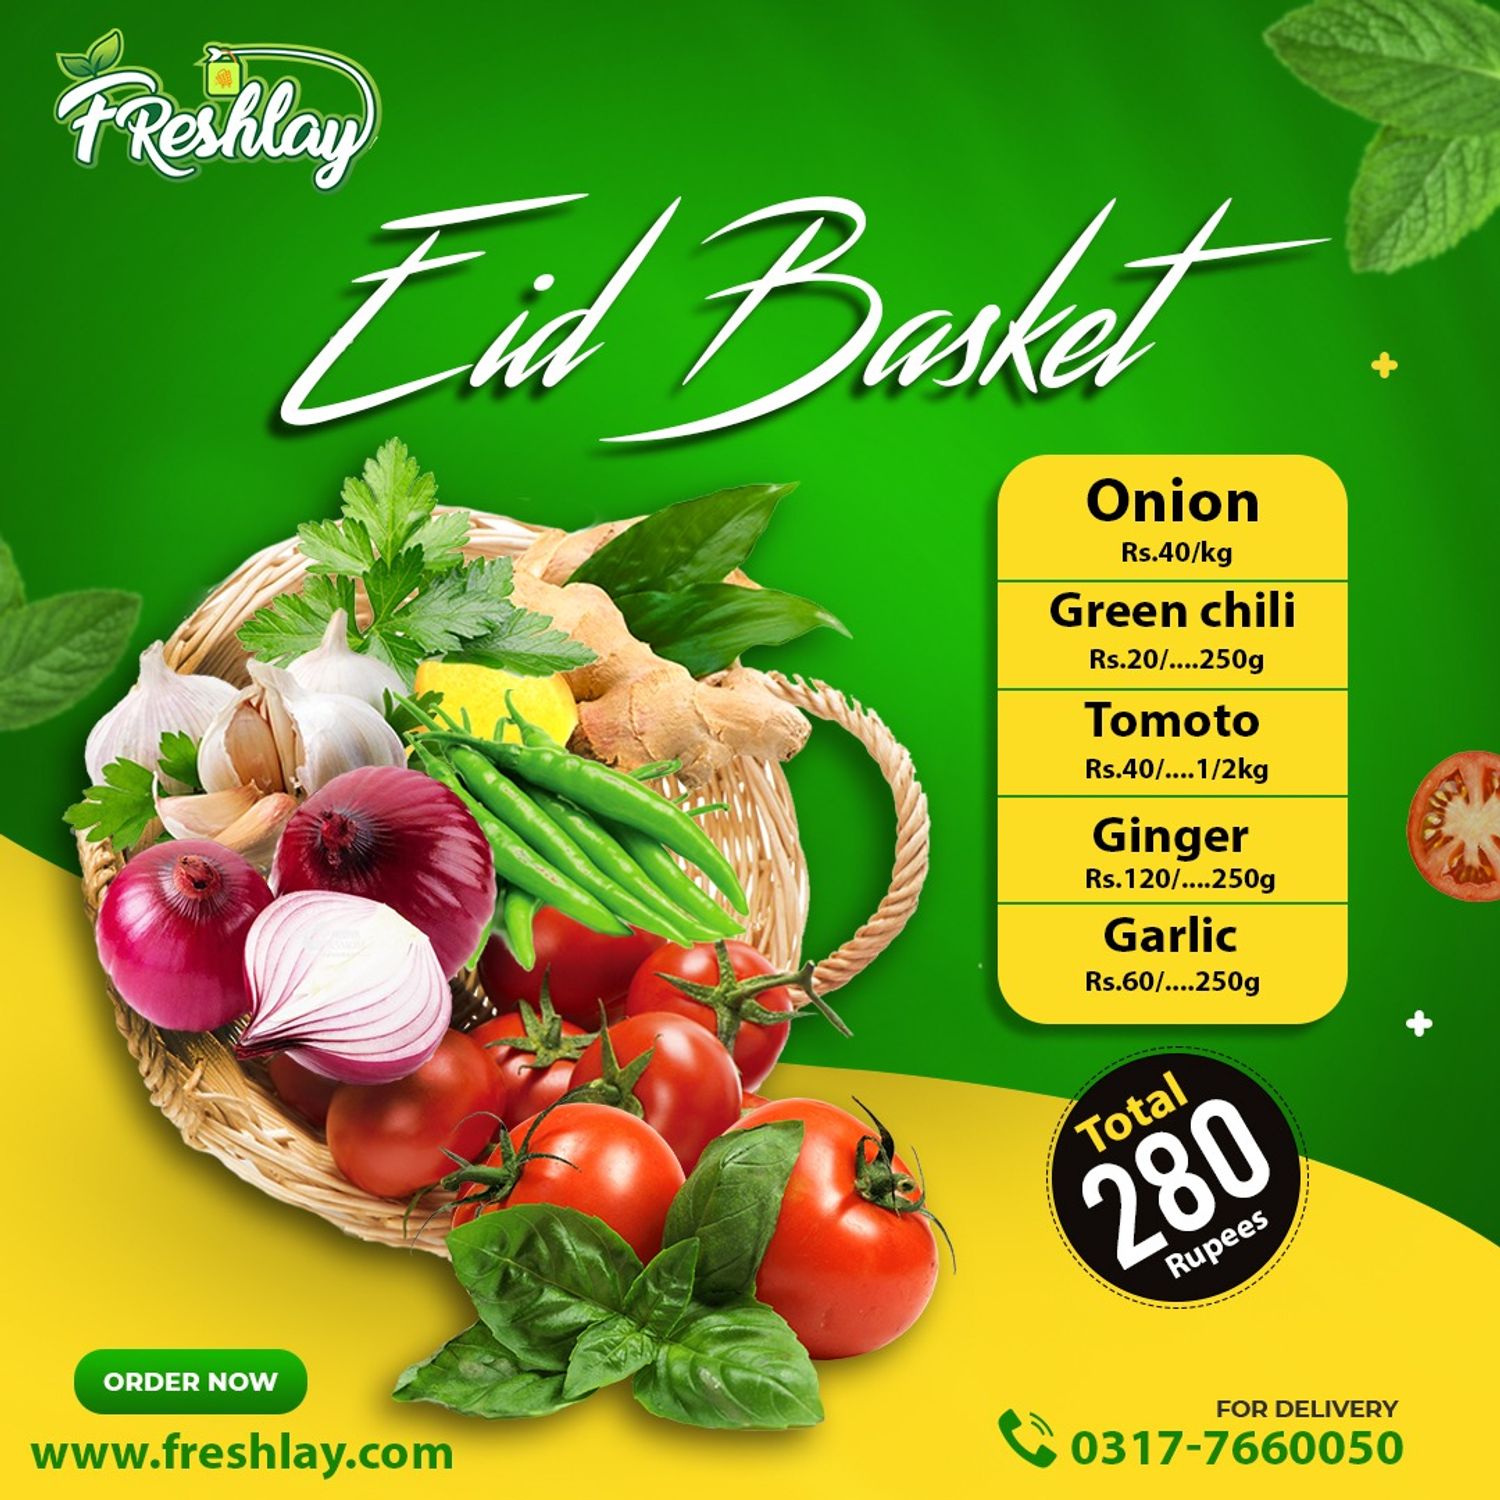 FReshlay
Eid Basket
Onion
Rs.40/kg
Green chili
Rs.20/....250g
Tomoto
Rs.40/....1/2kg
Ginger
Rs.120/....250g
Garlic
Rs.60/....250g
Total
280
Rupees
ORDER NOW
www.freshlay.com
FOR DELIVERY
0317-7660050